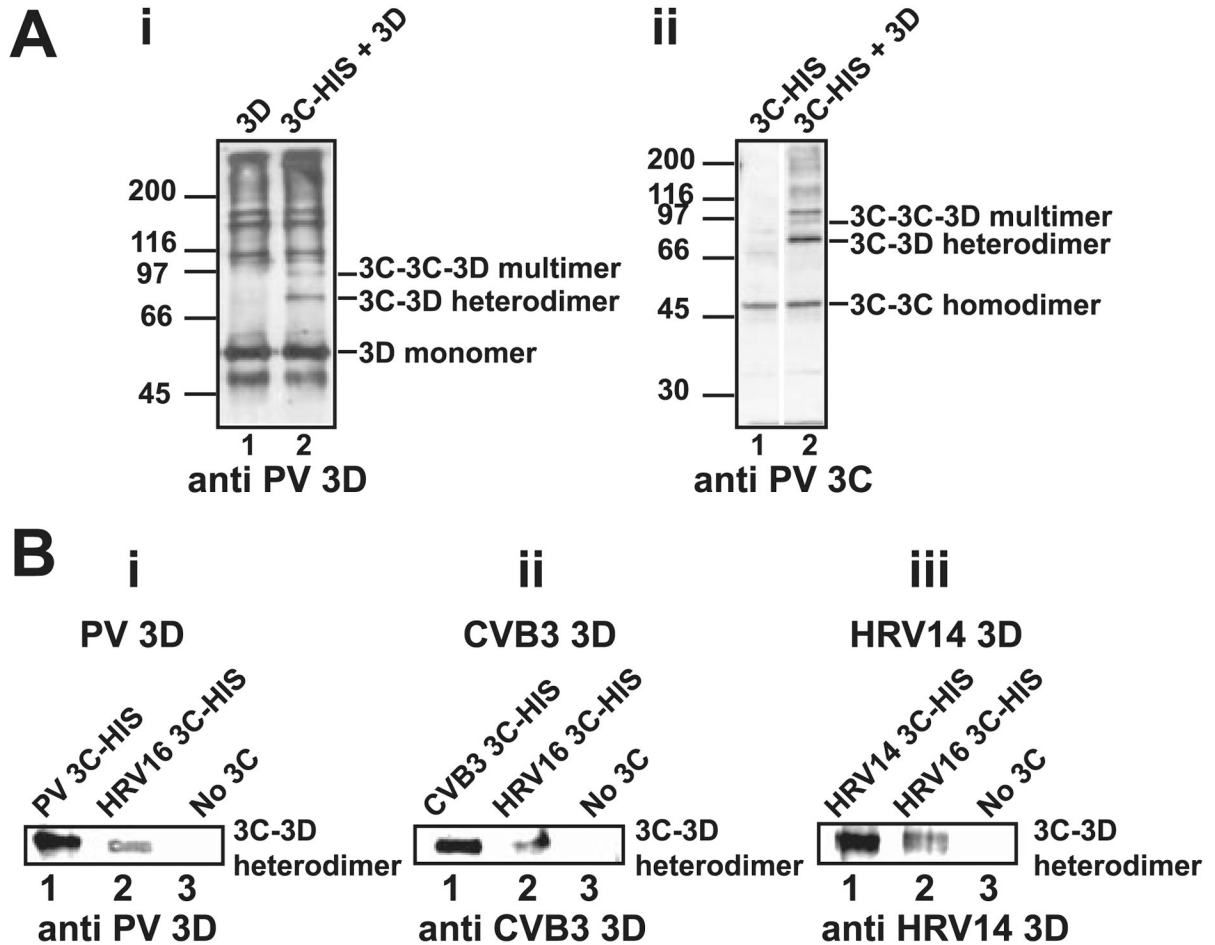 A
i
3D
3C-HIS + 3D
200
116
97
66
45
3C-3C-3D multimer
3C-3D heterodimer
3D monomer
1 2
anti PV 3D
ii
3C-HIS
3C-HIS + 3D
200
116
97
66
45
30
3C-3C-3D multimer
3C-3D heterodimer
3C-3C homodimer
1 2
anti PV 3C
B
i
PV 3D
PV 3C-HIS
HRV16 3C-HIS
No 3C
3C-3D
heterodimer
1 2 3
anti PV 3D
ii
CVB3 3D
CVB3 3C-HIS
HRV16 3C-HIS
No 3C
3C-3D
heterodimer
1 2 3
anti CVB3 3D
iii
HRV14 3D
HRV14 3C-HIS
HRV16 3C-HIS
No 3C
3C-3D
heterodimer
1 2 3
anti HRV14 3D